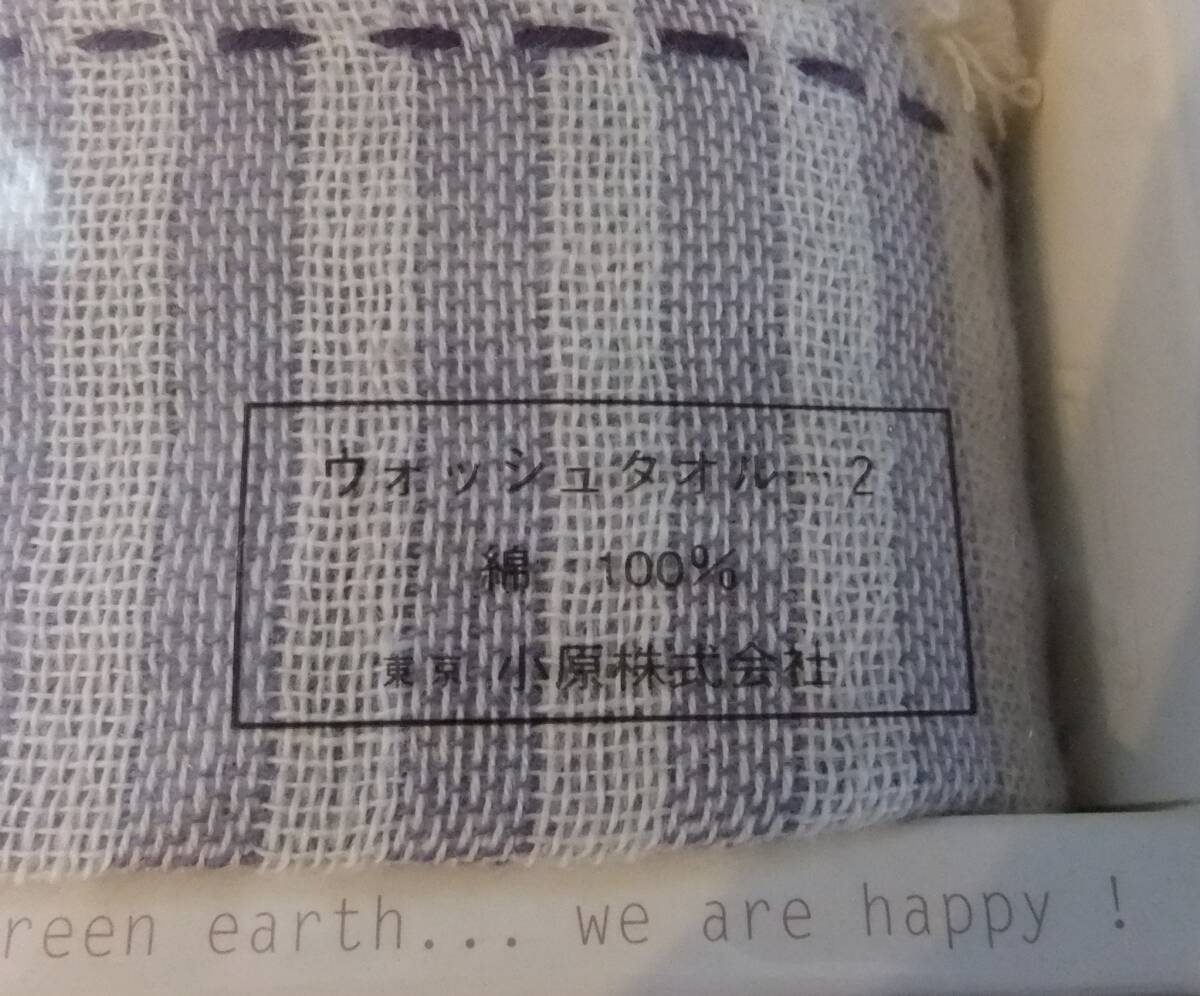 ウォッシュタオル－2
綿 100%
東京 小原株式会社
reen earth... we are happy !